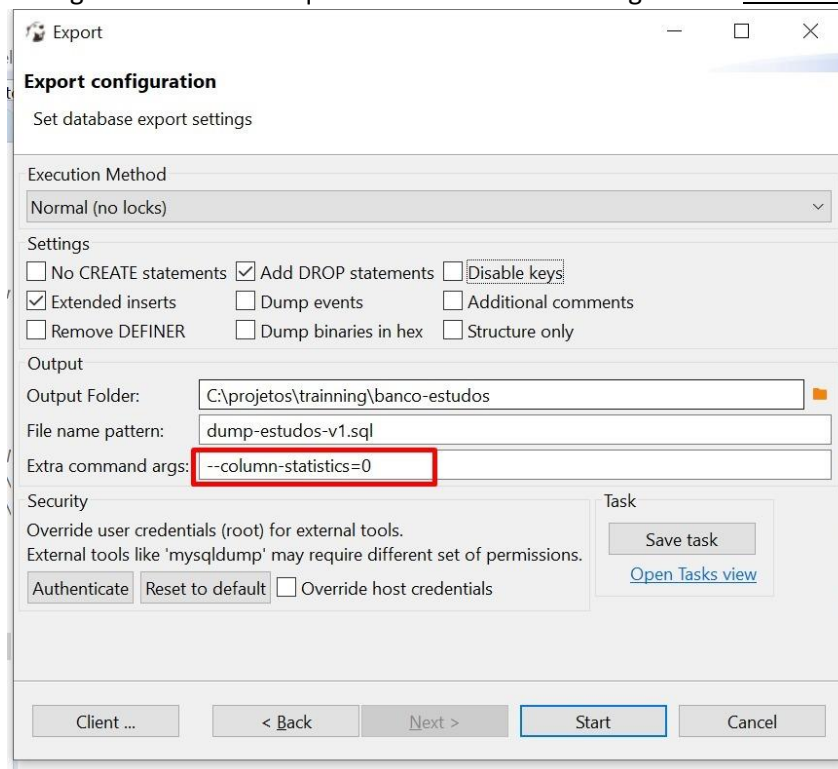 Export
Export configuration
Set database export settings
Execution Method
Normal (no locks)
Settings
No CREATE statements Add DROP statements Disable keys
Extended inserts Dump events Additional comments
Remove DEFINER Dump binaries in hex Structure only
Output
Output Folder: C:\projetos\trainning\banco-estudos
File name pattern: dump-estudos-v1.sql
Extra command args: --column-statistics=0
Security Task
Override user credentials (root) for external tools.
External tools like 'mysqldump' may require different set of permissions.
Save task
Authenticate Reset to default Override host credentials
Open Tasks view
Client ... < Back Next > Start Cancel